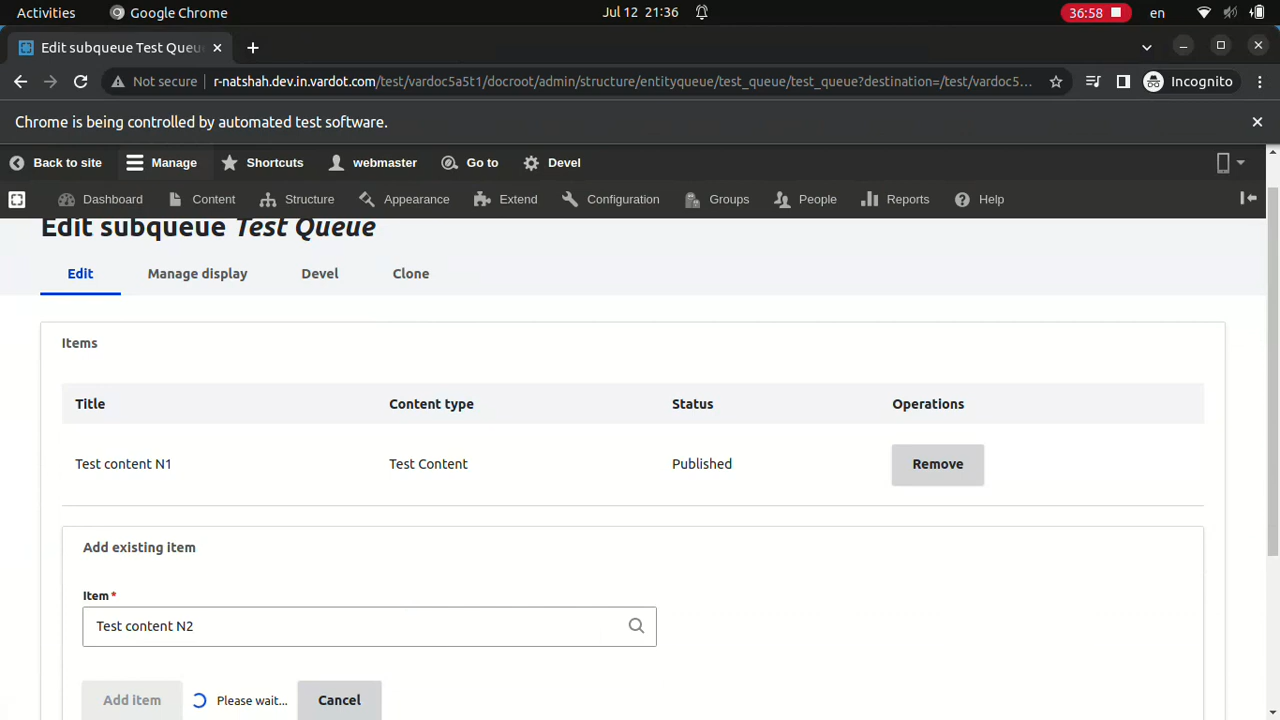 Activities
Google Chrome
Jul 12 21:36
36:58
en
Edit subqueue Test Queue
Not secure
r-natshah.dev.in.vardot.com/test/vardoc5a5t1/docroot/admin/structure/entityqueue/test_queue/test_queue?destination=/test/vardoc5...
Incognito
Chrome is being controlled by automated test software.
Back to site
Manage
Shortcuts
webmaster
Go to
Devel
Dashboard
Content
Structure
Appearance
Extend
Configuration
Groups
People
Reports
Help
Edit subqueue Test Queue
Edit
Manage display
Devel
Clone
Items
Title
Content type
Status
Operations
Test content N1
Test Content
Published
Remove
Add existing item
Item*
Test content N2
Add item
Please wait...
Cancel